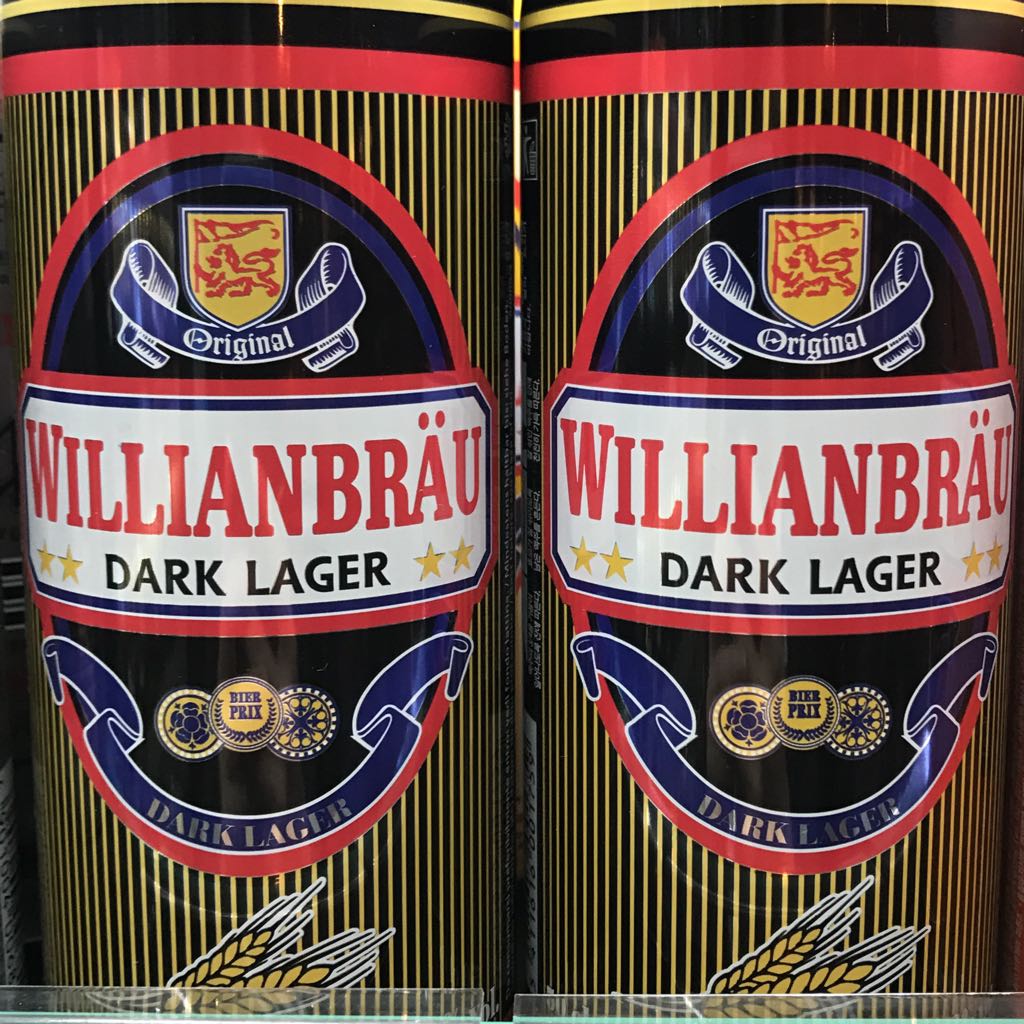 Original
WILLIANBRÄU
DARK LAGER
BIER
PRIX
DARK LAGER
Original
WILLIANBRÄU
DARK LAGER
BIER
PRIX
DARK LAGER